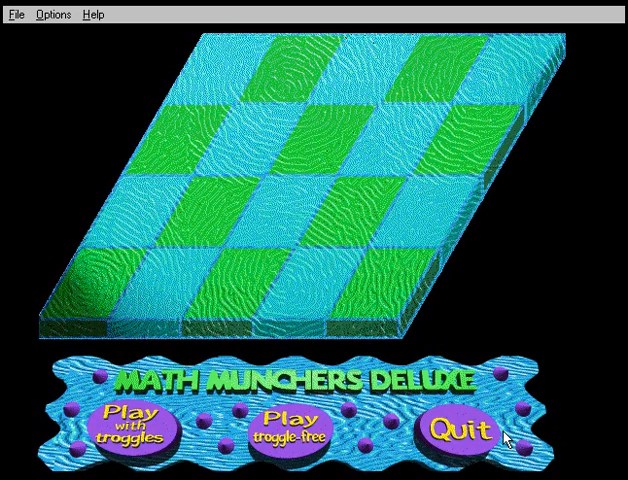 File Options Help
MATH MUNCHERS DELUXE
Play
with
troggles
Play
troggle-free
Quit